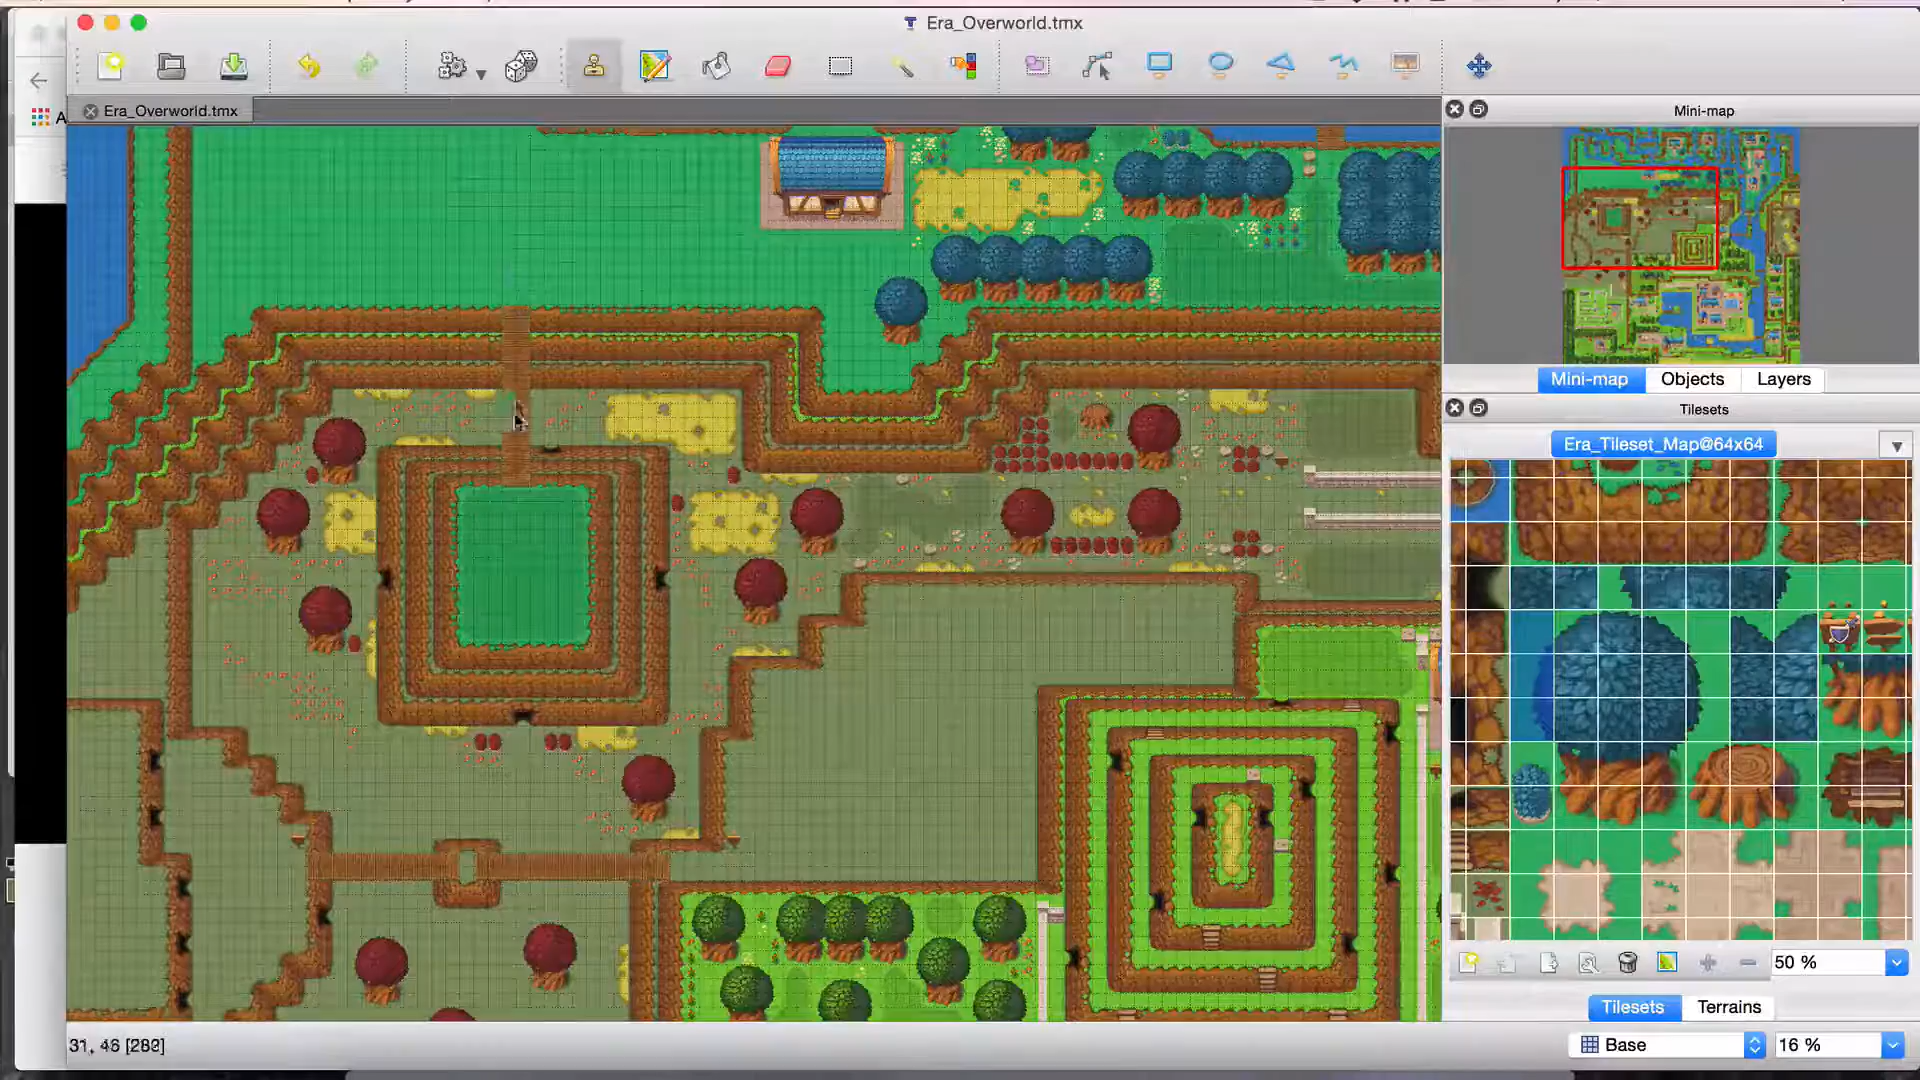 Era_Overworld.tmx
Era_Overworld.tmx
A
Mini-map
Mini-map Objects Layers
Tilesets
Era_Tileset_Map@64x64
50 %
Tilesets Terrains
31, 46 [282]
Base
16 %